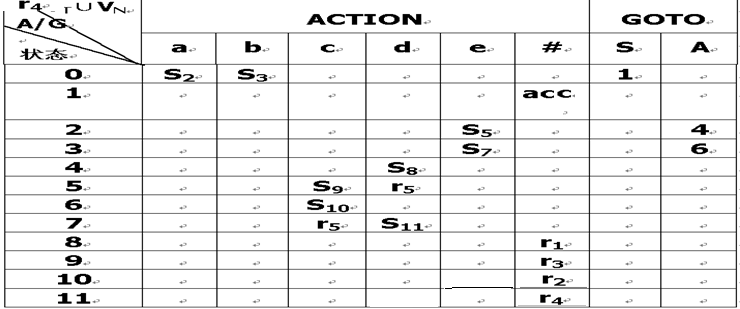 r4 T∪VN ACTION GOTO
A/G
状态 a b c d e # S A
0 S2 S3 1
1 acc
2 S5 4
3 S7 6
4 S8
5 S9 r5
6 S10
7 r5 S11
8 r1
9 r3
10 r2
11 r4